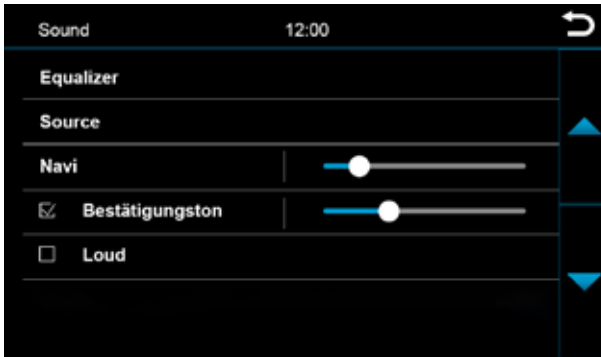 Sound 12:00
Equalizer
Source
Navi
Bestätigungston
Loud